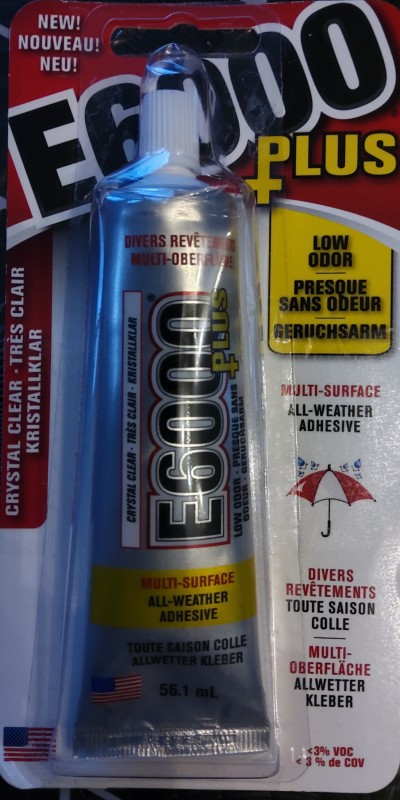 NEW!
NOUVEAU!
NEU!
E6000
PLUS
LOW
ODOR
PRESQUE
SANS ODEUR
GERUCHSARM
CRYSTAL CLEAR · TRÈS CLAIR
KRISTALLKLAR
DIVERS REVÊTEMENTS
MULTI-OBERFLÄCHE
E6000®
PLUS
CRYSTAL CLEAR · TRÈS CLAIR · KRISTALLKLAR
LOW ODOR · PRESQUE SANS
ODEUR · GERUCHSARM
MULTI-SURFACE
ALL-WEATHER
ADHESIVE
TOUTE SAISON COLLE
ALLWETTER KLEBER
56.1 mL
MULTI-SURFACE
ALL-WEATHER
ADHESIVE
DIVERS
REVÊTEMENTS
TOUTE SAISON
COLLE
MULTI-
OBERFLÄCHE
ALLWETTER
KLEBER
<3% VOC
< 3 % de COV